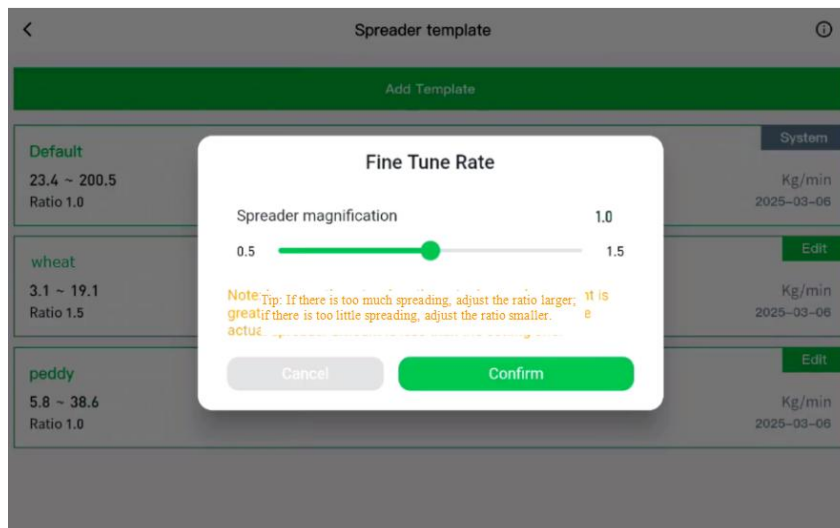 Spreader template
Add Template
Default
System
23.4 ~ 200.5
Kg/min
Ratio 1.0
2025-03-06
wheat
Edit
3.1 ~ 19.1
Kg/min
Ratio 1.5
2025-03-06
peddy
Edit
5.8 ~ 38.6
Kg/min
Ratio 1.0
2025-03-06
Fine Tune Rate
Spreader magnification 1.0
0.5 1.5
Note
Tip: If there is too much spreading, adjust the ratio larger;
is
if there is too little spreading, adjust the ratio smaller.
Cancel
Confirm